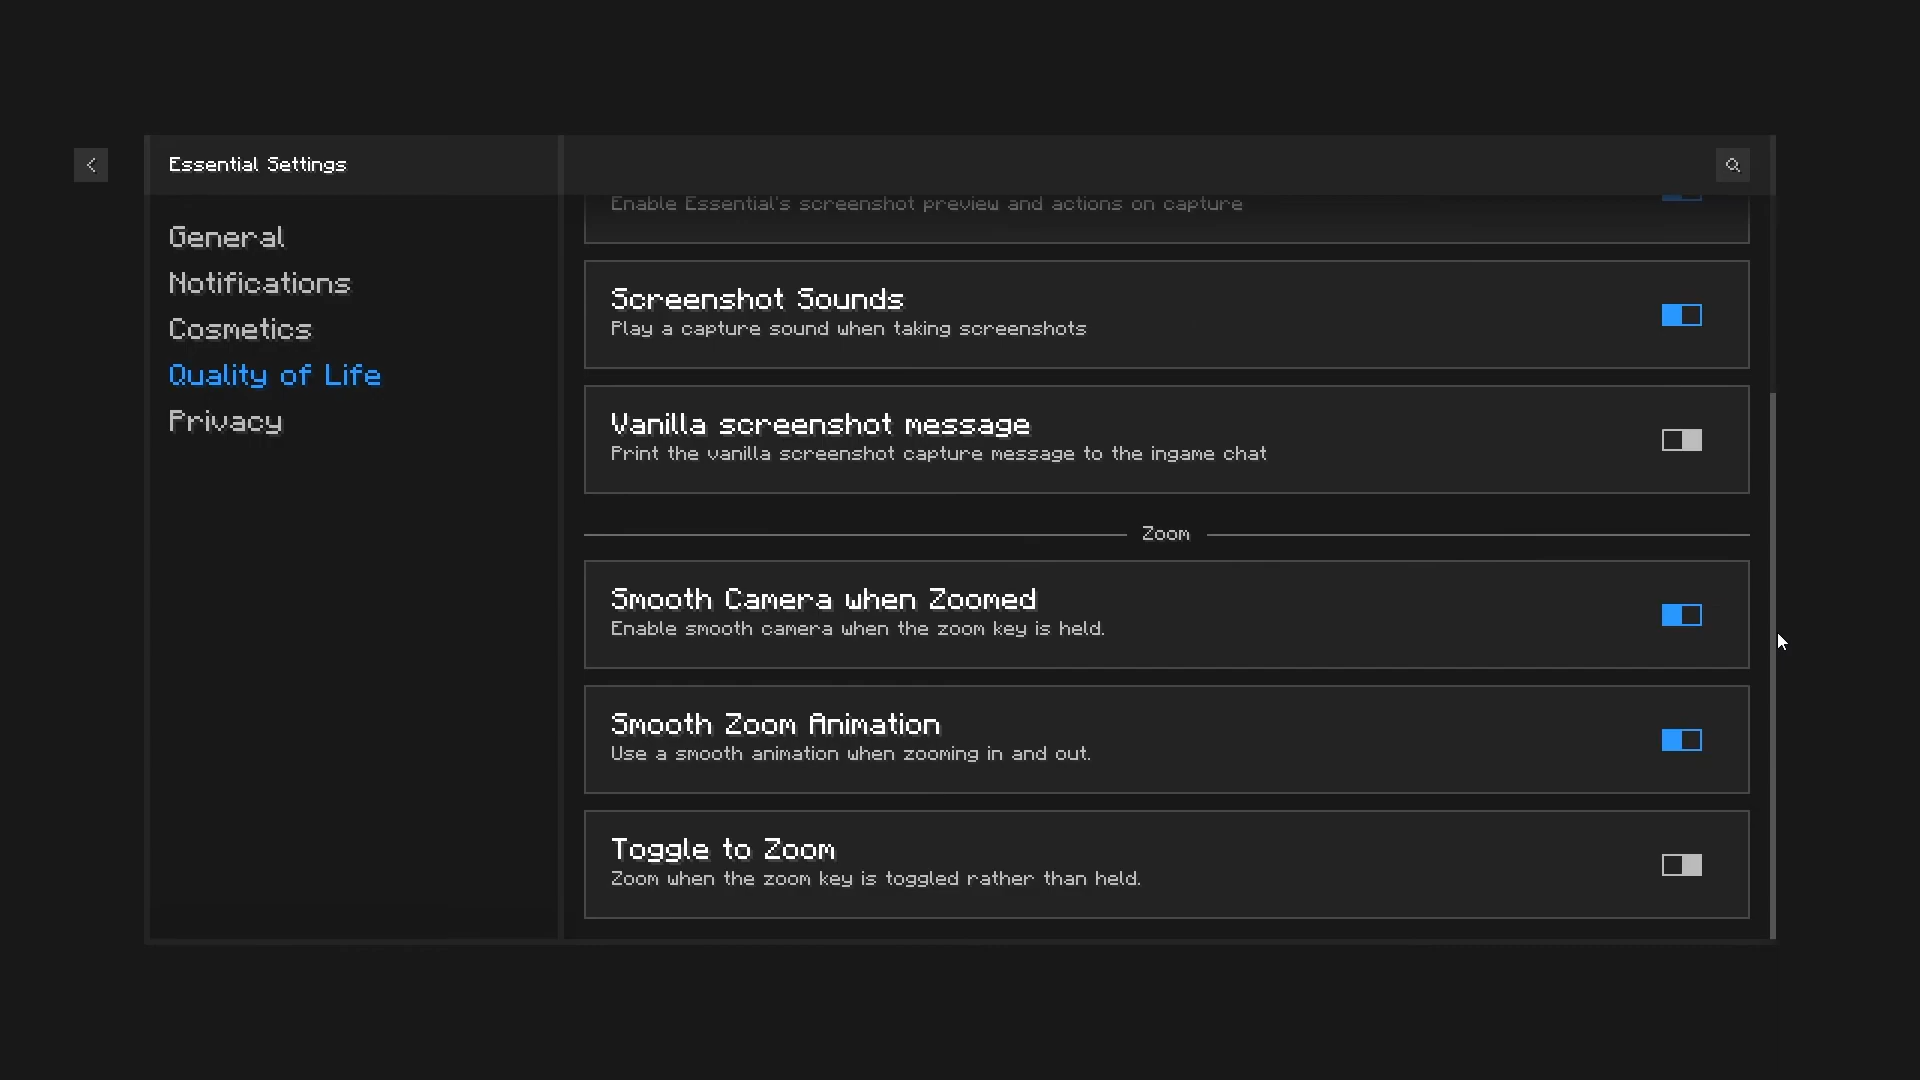 Essential Settings
General
Notifications
Cosmetics
Quality of Life
Privacy
Enable Essential's screenshot preview and actions on capture
Screenshot Sounds
Play a capture sound when taking screenshots
Vanilla screenshot message
Print the vanilla screenshot capture message to the ingame chat
Zoom
Smooth Camera when Zoomed
Enable smooth camera when the zoom key is held.
Smooth Zoom Animation
Use a smooth animation when zooming in and out.
Toggle to Zoom
Zoom when the zoom key is toggled rather than held.